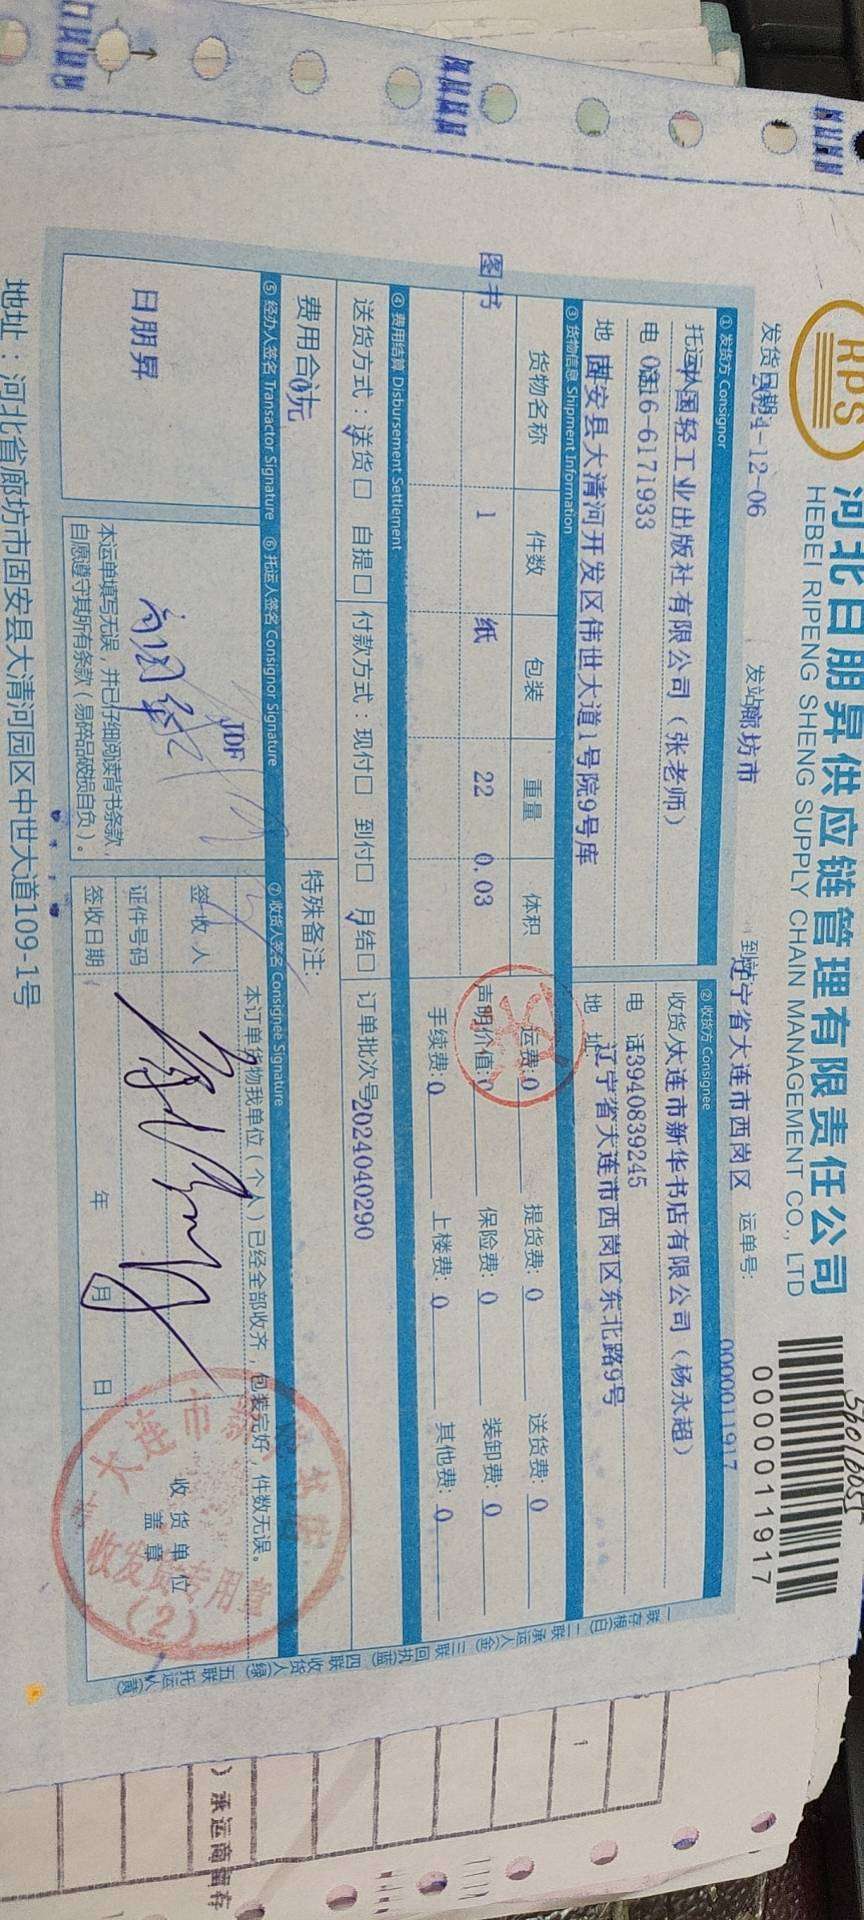 RPS
河北日朋昇供应链管理有限责任公司
HEBEI RIPENG SHENG SUPPLY CHAIN MANAGEMENT CO., LTD
0000011917
0000011917
发货日期: 2024-12-06 发站 廊坊市 到站 辽宁省大连市西岗区 运单号:
① 发货方 Consignor
托运人 中国轻工业出版社有限公司（张老师）
电话 0316-6171933
地 固安县大清河开发区伟世大道1号院9号库
② 收货方 Consignee
收货人 大连市新华书店有限公司（杨永超）
电 话 3940839245
地 址 辽宁省大连市西岗区东北路9号
③ 货物信息 Shipment Information
货物名称 件数 包装 重量 体积
图书 1 纸 22 0.03
运费: 0 提货费: 0 送货费: 0
声明价值: 0 保险费: 0 装卸费: 0
手续费: 0 上楼费: 0 其他费: 0
④ 费用结算 Disbursement Settlement
送货方式：送货□ 自提□ 付款方式：现付□ 到付□ 月结□ 订单批次号 2024040290
费用合计 0元 特殊备注:
⑤ 经办人签名 Transactor Signature ⑥ 托运人签名 Consignor Signature ⑦ 收货人签名 Consignee Signature
日朋昇
JDF
本运单填写无误，并已仔细阅读背书条款，
自愿遵守其所有条款（易碎品破损自负）。
本订单货物我单位（个人）已经全部收齐，包装完好，件数无误。
签 收 人
证件号码
签收日期 年 月 日
收 货 单 位
盖 章
收发货专用章
(2)
地址：河北省廊坊市固安县大清河园区中世大道109-1号
一联存根(白) 二联承运人(金) 三联回执(蓝) 四联收货人(绿) 五联托运人(黄)
1
) 承运商留存